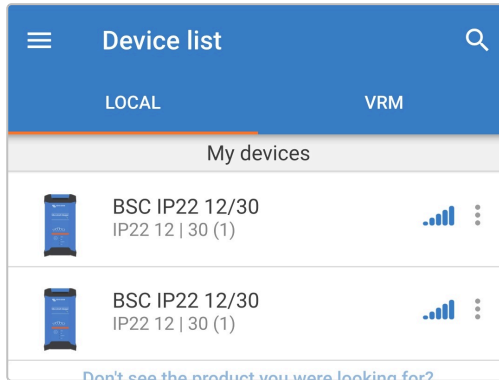 Device list
LOCAL VRM
My devices
BSC IP22 12/30
IP22 12 | 30 (1)
BSC IP22 12/30
IP22 12 | 30 (1)
Don't see the product you were looking for?